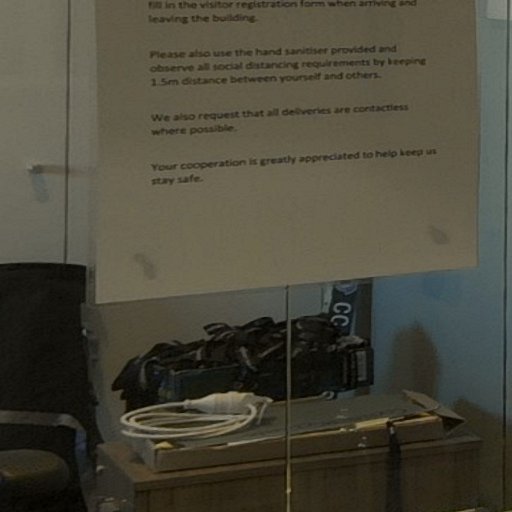 fill in the visitor registration form when arriving and
leaving the building.
Please also use the hand sanitiser provided and
observe all social distancing requirements by keeping
1.5m distance between yourself and others.
We also request that all deliveries are contactless
where possible.
Your cooperation is greatly appreciated to help keep us
stay safe.
CC